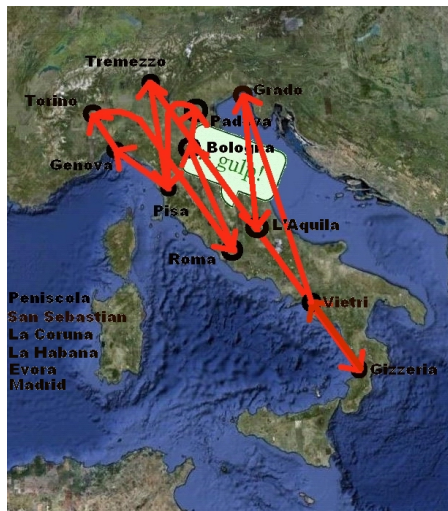 Tremezzo
Grado
Torino
Padova
Bologna
Genova
gulp!
Pisa
L'Aquila
Roma
Peniscola
Vietri
San Sebastian
La Coruna
La Habana
Evora
Gizzeria
Madrid